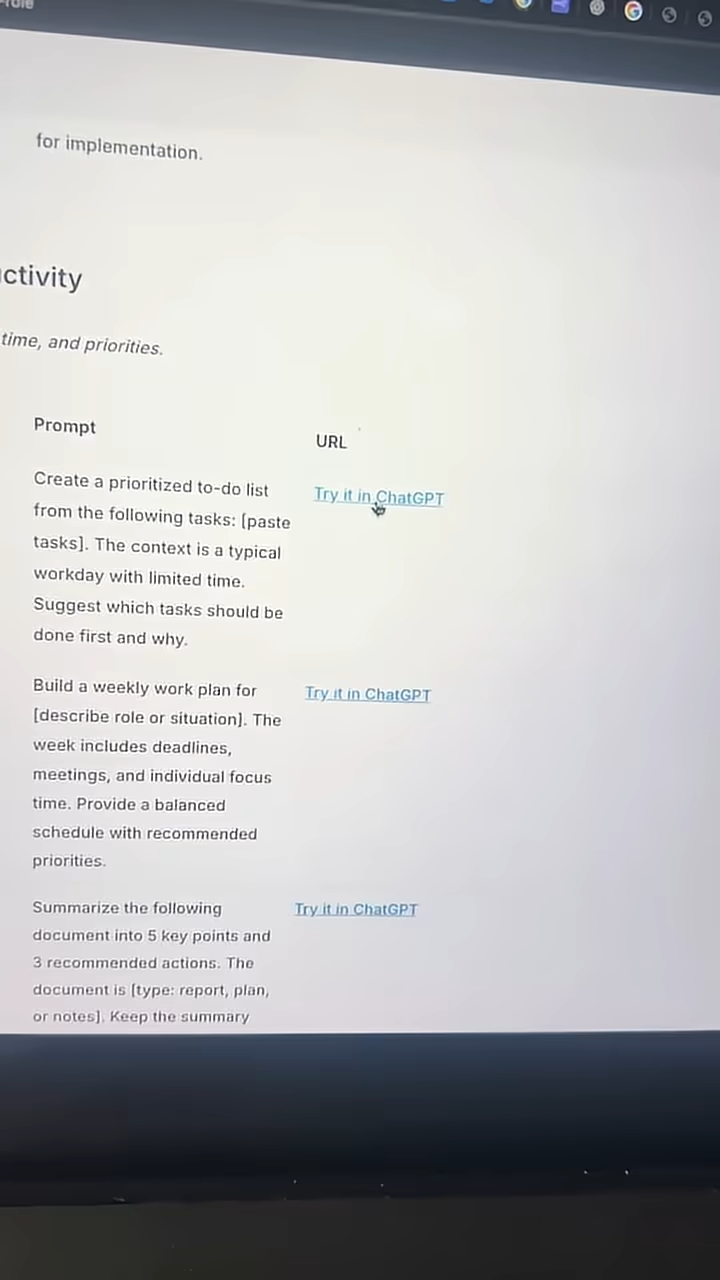 for implementation.
ctivity
time, and priorities.
Prompt
URL
Create a prioritized to-do list
Try it in ChatGPT
from the following tasks: [paste
tasks]. The context is a typical
workday with limited time.
Suggest which tasks should be
done first and why.
Build a weekly work plan for
Try it in ChatGPT
[describe role or situation]. The
week includes deadlines,
meetings, and individual focus
time. Provide a balanced
schedule with recommended
priorities.
Summarize the following
Try it in ChatGPT
document into 5 key points and
3 recommended actions. The
document is [type: report, plan,
or notes]. Keep the summary